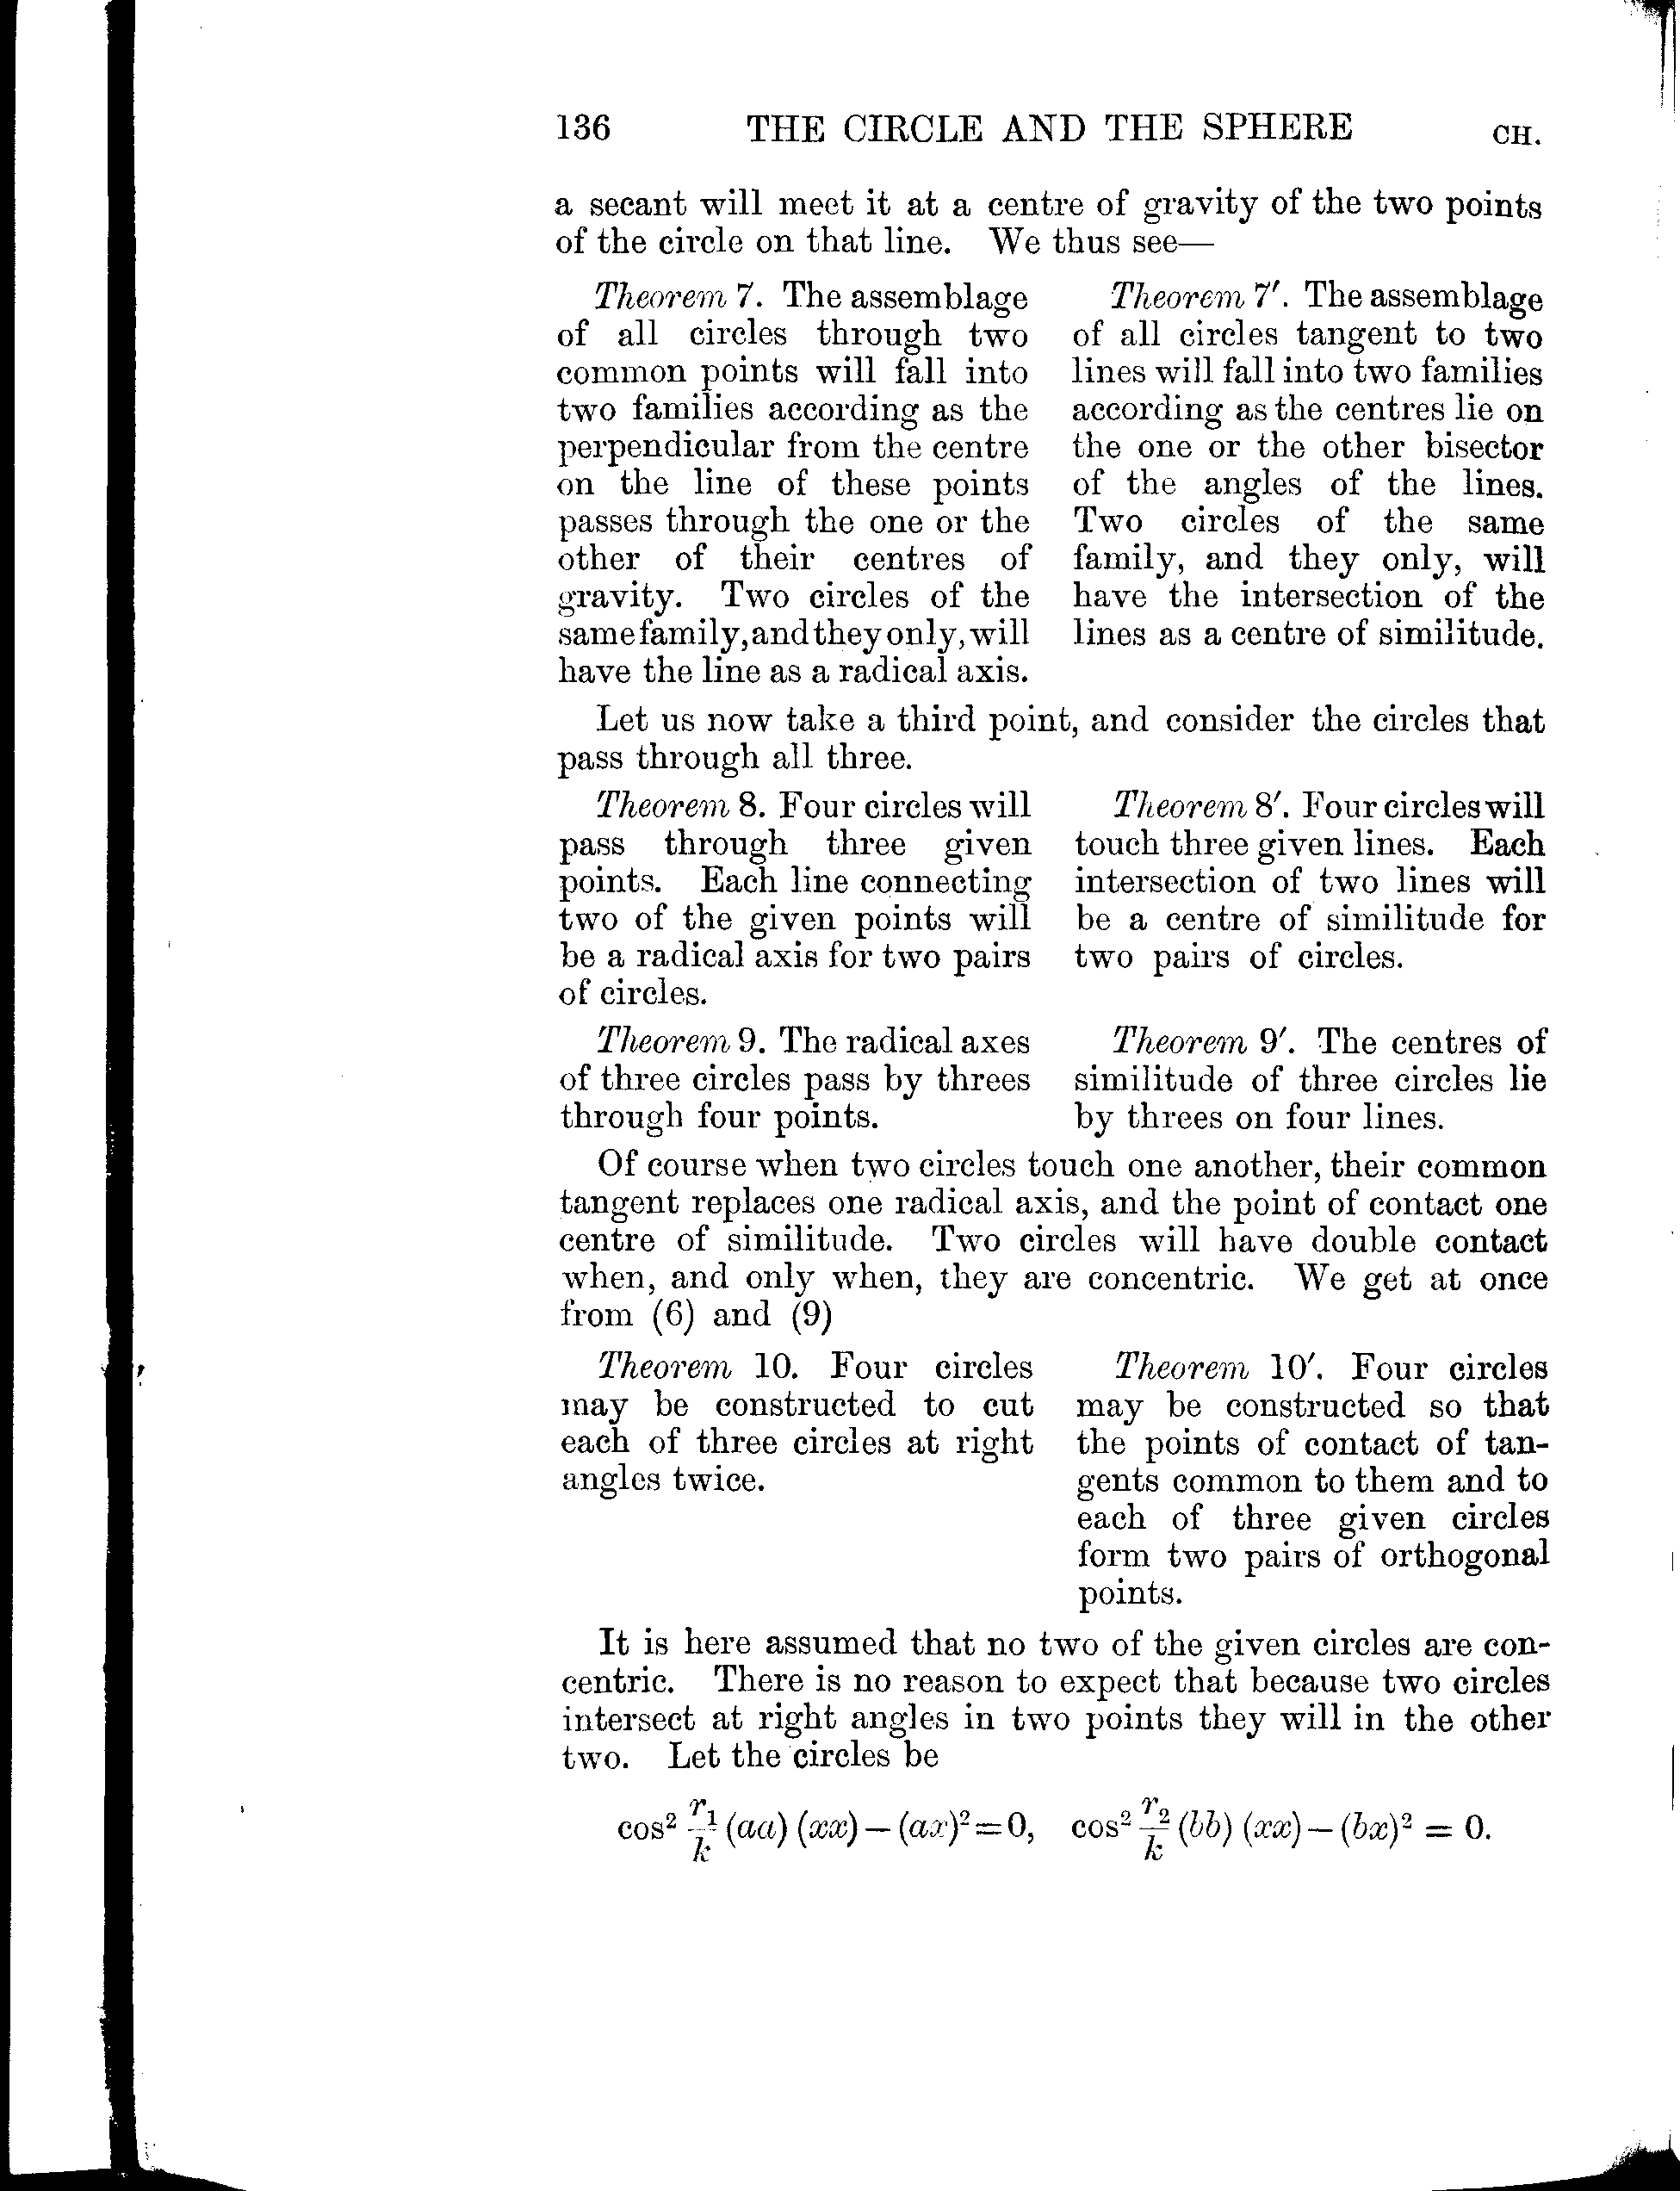 136 THE CIRCLE AND THE SPHERE CH.
a secant will meet it at a centre of gravity of the two points
of the circle on that line. We thus see—
Theorem 7. The assemblage
of all circles through two
common points will fall into
two families according as the
perpendicular from the centre
on the line of these points
passes through the one or the
other of their centres of
gravity. Two circles of the
same family, and they only, will
have the line as a radical axis.
Theorem 7′. The assemblage
of all circles tangent to two
lines will fall into two families
according as the centres lie on
the one or the other bisector
of the angles of the lines.
Two circles of the same
family, and they only, will
have the intersection of the
lines as a centre of similitude.
Let us now take a third point, and consider the circles that
pass through all three.
Theorem 8. Four circles will
pass through three given
points. Each line connecting
two of the given points will
be a radical axis for two pairs
of circles.
Theorem 8′. Four circles will
touch three given lines. Each
intersection of two lines will
be a centre of similitude for
two pairs of circles.
Theorem 9. The radical axes
of three circles pass by threes
through four points.
Theorem 9′. The centres of
similitude of three circles lie
by threes on four lines.
Of course when two circles touch one another, their common
tangent replaces one radical axis, and the point of contact one
centre of similitude. Two circles will have double contact
when, and only when, they are concentric. We get at once
from (6) and (9)
Theorem 10. Four circles
may be constructed to cut
each of three circles at right
angles twice.
Theorem 10′. Four circles
may be constructed so that
the points of contact of tan-
gents common to them and to
each of three given circles
form two pairs of orthogonal
points.
It is here assumed that no two of the given circles are con-
centric. There is no reason to expect that because two circles
intersect at right angles in two points they will in the other
two. Let the circles be
cos² r₁/k (aa) (xx) − (ax)² = 0, cos² r₂/k (bb) (xx) − (bx)² = 0.